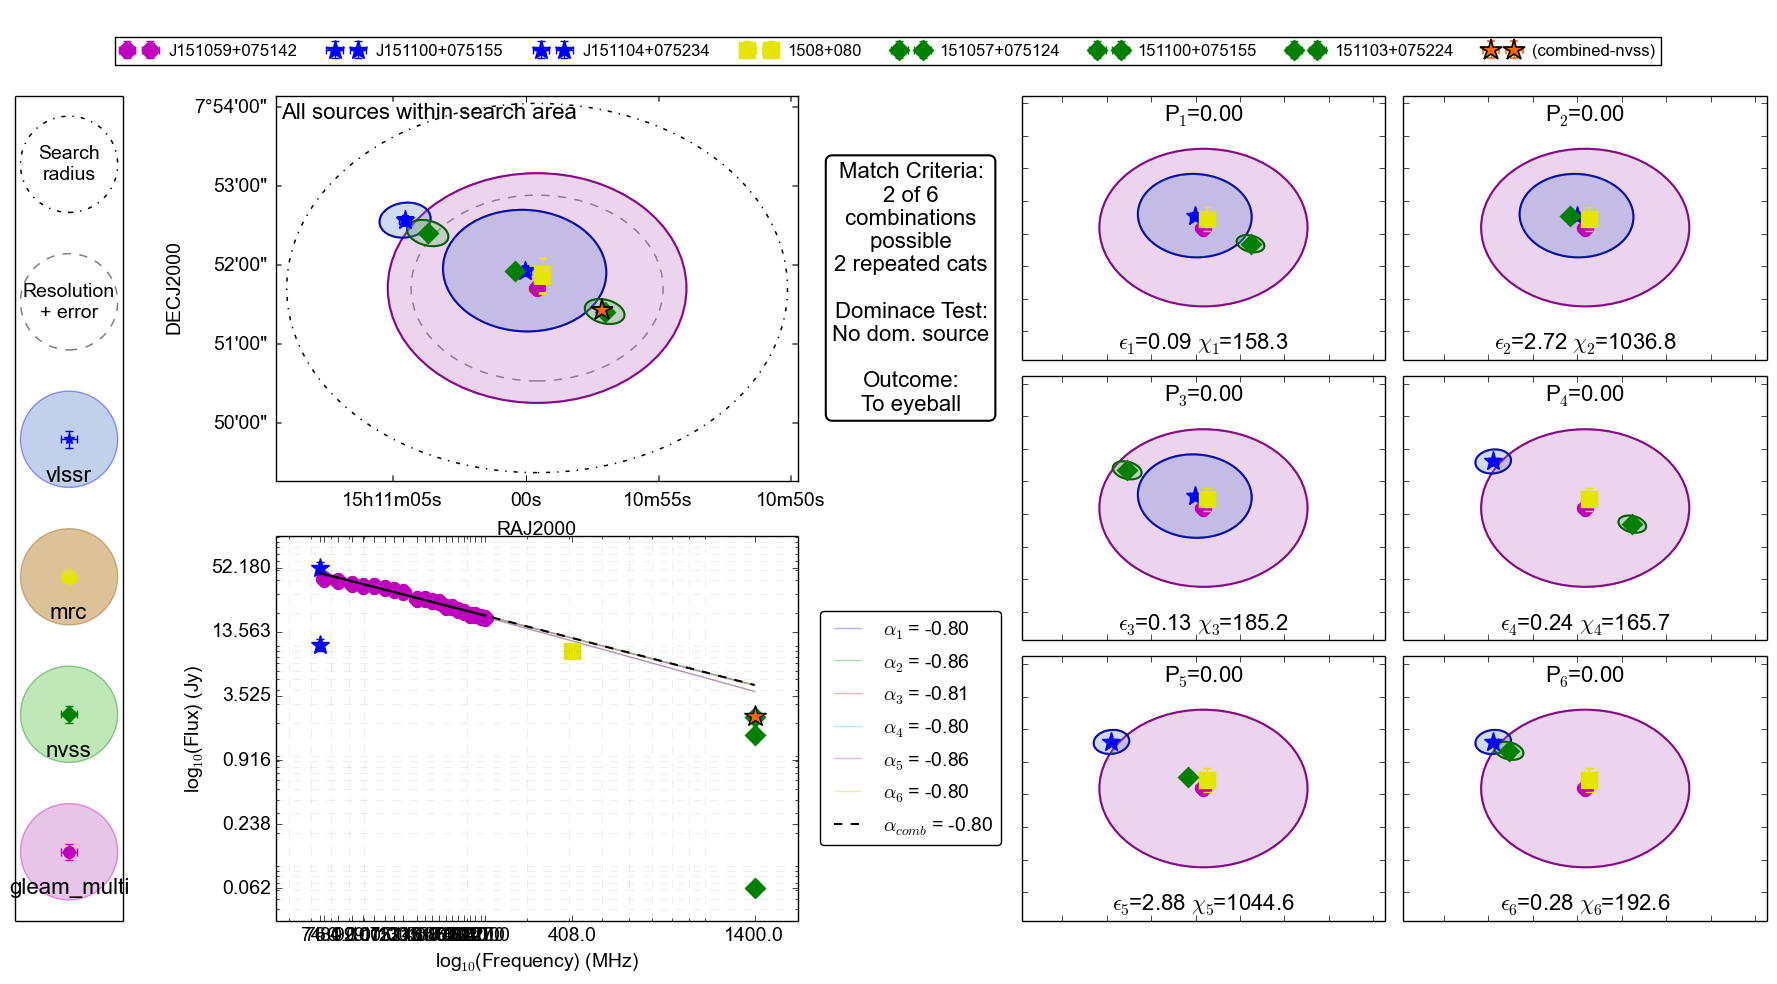 J151059+075142 J151100+075155 J151104+075234 1508+080 151057+075124 151100+075155 151103+075224 (combined-nvss)
Search
radius
Resolution
+ error
vlssr
mrc
nvss
gleam_multi
All sources within search area
DECJ2000
7°54'00"
53'00"
52'00"
51'00"
50'00"
15h11m05s 00s 10m55s 10m50s
RAJ2000
log10(Flux) (Jy)
52.180
13.563
3.525
0.916
0.238
0.062
408.0 1400.0
log10(Frequency) (MHz)
Match Criteria:
2 of 6
combinations
possible
2 repeated cats
Dominace Test:
No dom. source
Outcome:
To eyeball
α1 = -0.80
α2 = -0.86
α3 = -0.81
α4 = -0.80
α5 = -0.86
α6 = -0.80
αcomb = -0.80
P1=0.00
ϵ1=0.09 χ1=158.3
P2=0.00
ϵ2=2.72 χ2=1036.8
P3=0.00
ϵ3=0.13 χ3=185.2
P4=0.00
ϵ4=0.24 χ4=165.7
P5=0.00
ϵ5=2.88 χ5=1044.6
P6=0.00
ϵ6=0.28 χ6=192.6